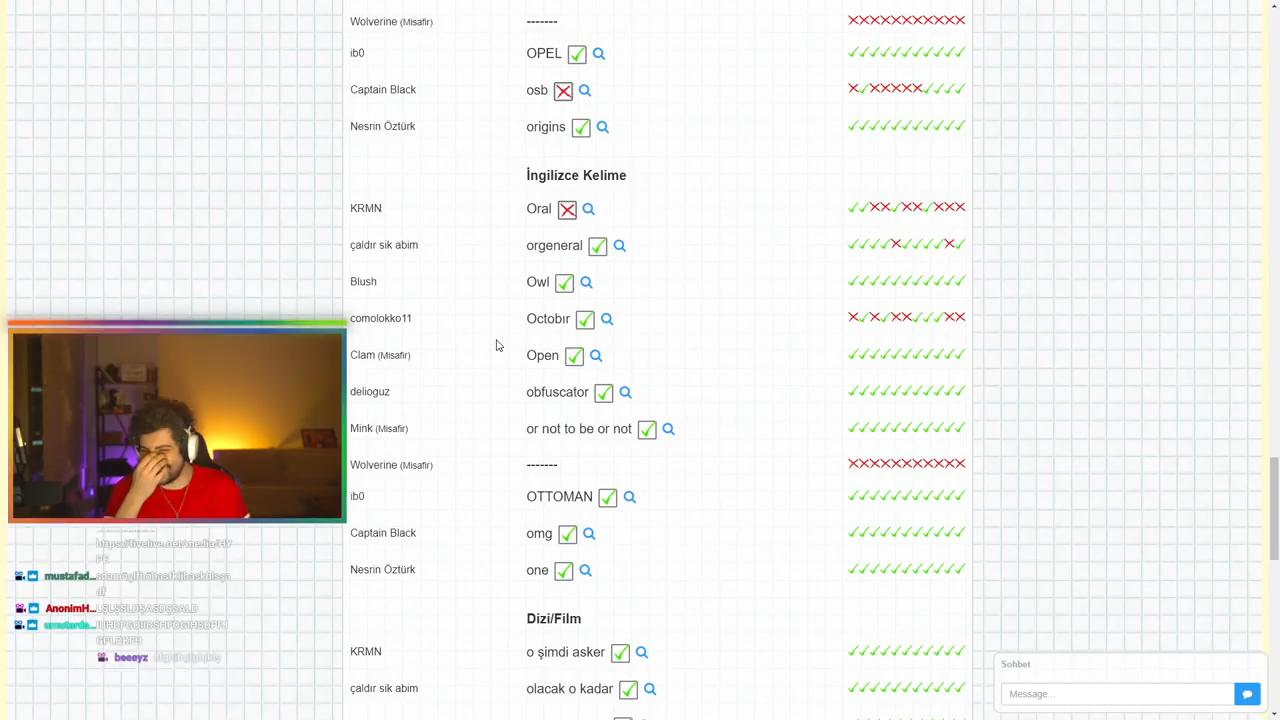 Wolverine (Misafir) -------
ib0 OPEL
Captain Black osb
Nesrin Öztürk origins
İngilizce Kelime
KRMN Oral
çaldır sik abim orgeneral
Blush Owl
comolokko11 Octobır
Clam (Misafir) Open
delioguz obfuscator
Mink (Misafir) or not to be or not
Wolverine (Misafir) -------
ib0 OTTOMAN
Captain Black omg
Nesrin Öztürk one
Dizi/Film
KRMN o şimdi asker
çaldır sik abim olacak o kadar
mustafad...
AnonimH...
beeeyz
Sohbet
Message...